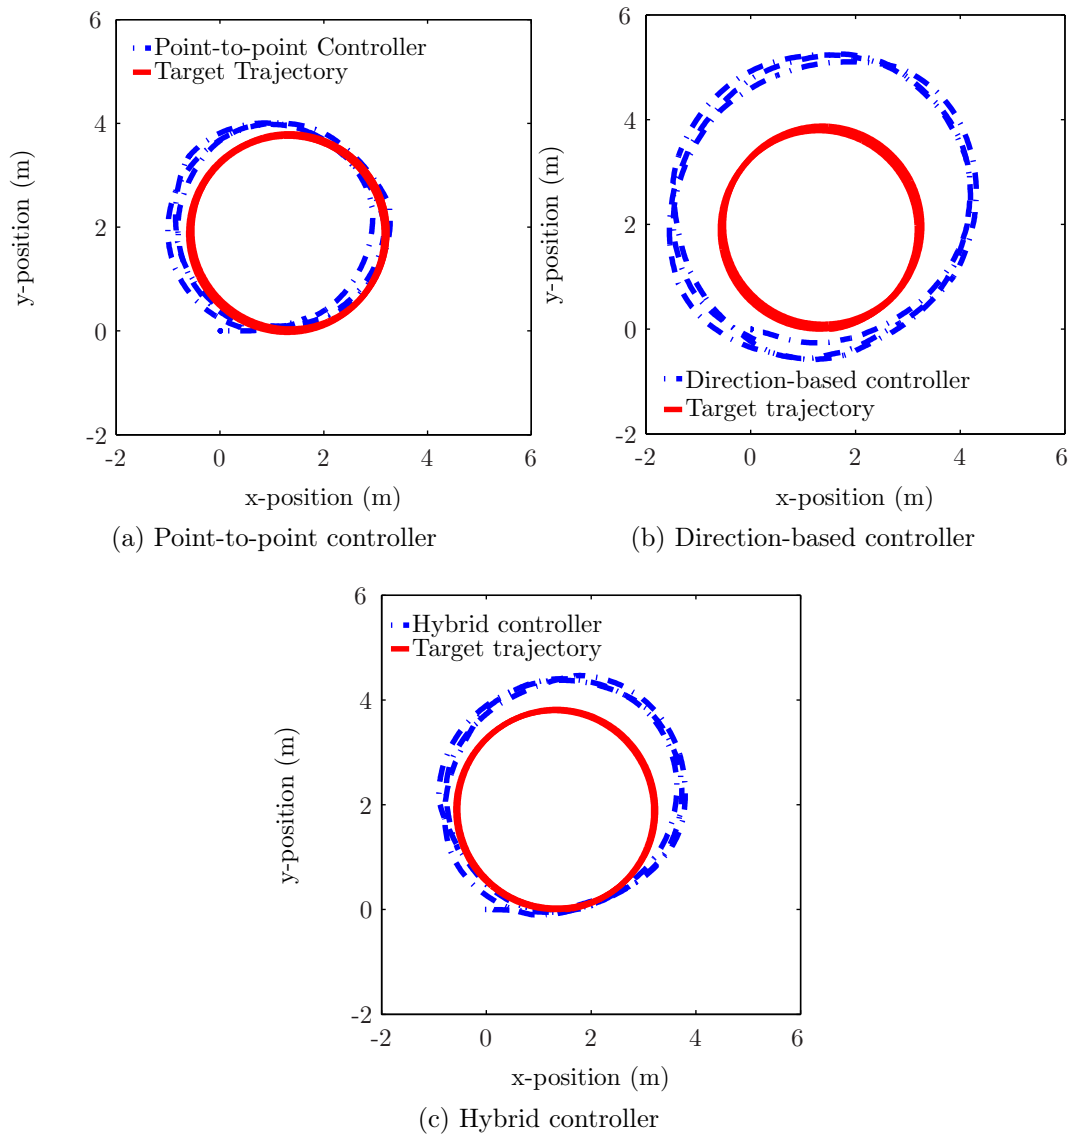 6
4
2
0
-2
-2
0
2
4
6
y-position (m)
x-position (m)
Point-to-point Controller
Target Trajectory
(a) Point-to-point controller
6
4
2
0
-2
-2
0
2
4
6
y-position (m)
x-position (m)
Direction-based controller
Target trajectory
(b) Direction-based controller
6
4
2
0
-2
-2
0
2
4
6
y-position (m)
x-position (m)
Hybrid controller
Target trajectory
(c) Hybrid controller